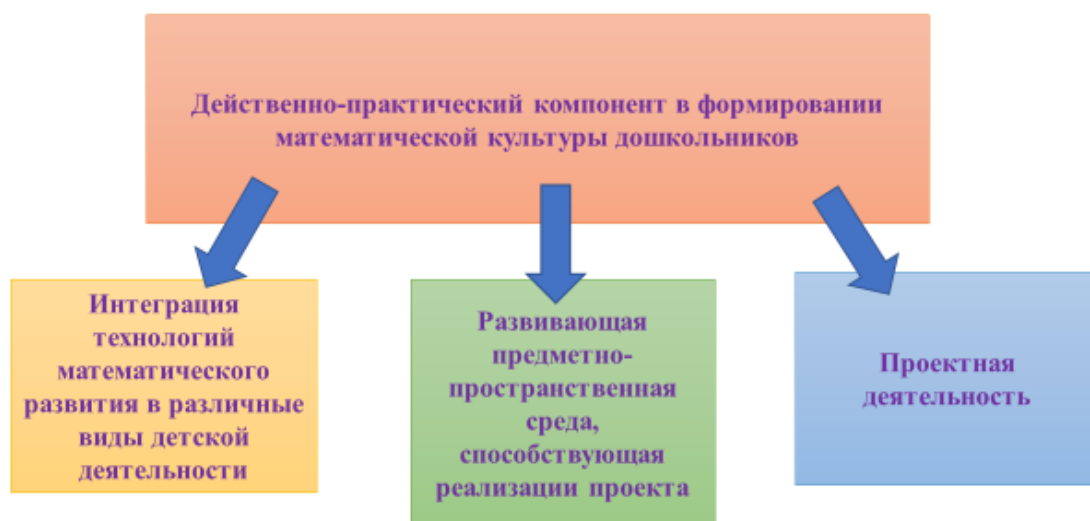 Действенно-практический компонент в формировании
математической культуры дошкольников
Интеграция
технологий
математического
развития в различные
виды детской
деятельности
Развивающая
предметно-
пространственная
среда,
способствующая
реализации проекта
Проектная
деятельность